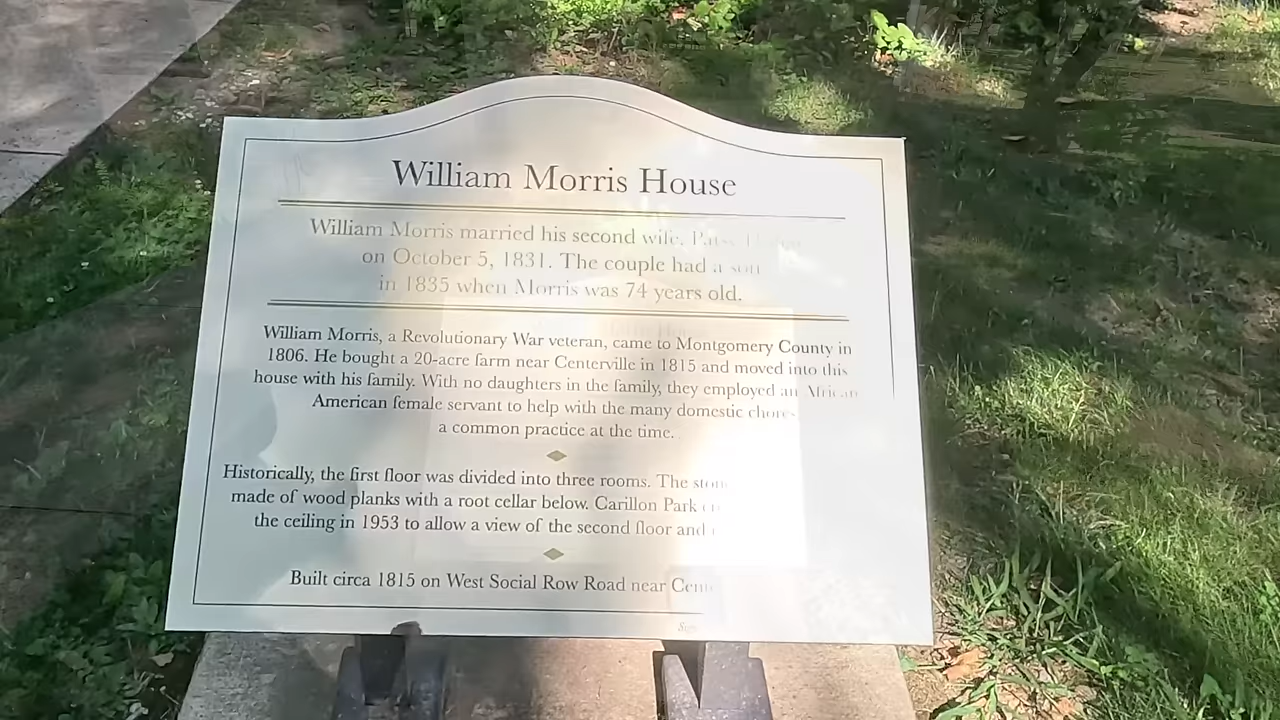 William Morris House
William Morris married his second wife,
on October 5, 1831. The couple had a son
in 1835 when Morris was 74 years old.
William Morris, a Revolutionary War veteran, came to Montgomery County in
1806. He bought a 20-acre farm near Centerville in 1815 and moved into this
house with his family. With no daughters in the family, they employed an African
American female servant to help with the many domestic chores
a common practice at the time.
Historically, the first floor was divided into three rooms. The
made of wood planks with a root cellar below. Carillon Park
the ceiling in 1953 to allow a view of the second floor and
Built circa 1815 on West Social Row Road near